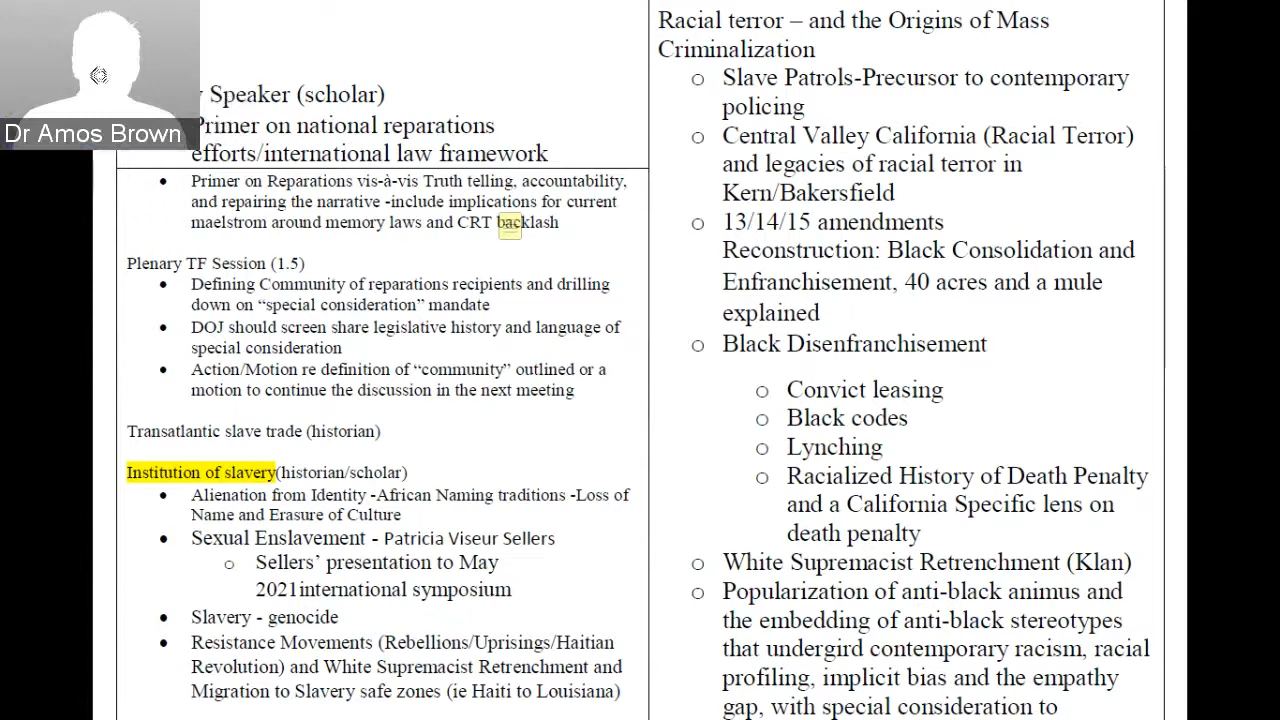 Dr Amos Brown
Speaker (scholar)
Primer on national reparations
efforts/international law framework
• Primer on Reparations vis-à-vis Truth telling, accountability,
and repairing the narrative -include implications for current
maelstrom around memory laws and CRT backlash
Plenary TF Session (1.5)
• Defining Community of reparations recipients and drilling
down on “special consideration” mandate
• DOJ should screen share legislative history and language of
special consideration
• Action/Motion re definition of “community” outlined or a
motion to continue the discussion in the next meeting
Transatlantic slave trade (historian)
Institution of slavery(historian/scholar)
• Alienation from Identity -African Naming traditions -Loss of
Name and Erasure of Culture
• Sexual Enslavement - Patricia Viseur Sellers
o Sellers’ presentation to May
2021international symposium
• Slavery - genocide
• Resistance Movements (Rebellions/Uprisings/Haitian
Revolution) and White Supremacist Retrenchment and
Migration to Slavery safe zones (ie Haiti to Louisiana)
Racial terror – and the Origins of Mass
Criminalization
o Slave Patrols-Precursor to contemporary
policing
o Central Valley California (Racial Terror)
and legacies of racial terror in
Kern/Bakersfield
o 13/14/15 amendments
Reconstruction: Black Consolidation and
Enfranchisement, 40 acres and a mule
explained
o Black Disenfranchisement
o Convict leasing
o Black codes
o Lynching
o Racialized History of Death Penalty
and a California Specific lens on
death penalty
o White Supremacist Retrenchment (Klan)
o Popularization of anti-black animus and
the embedding of anti-black stereotypes
that undergird contemporary racism, racial
profiling, implicit bias and the empathy
gap, with special consideration to